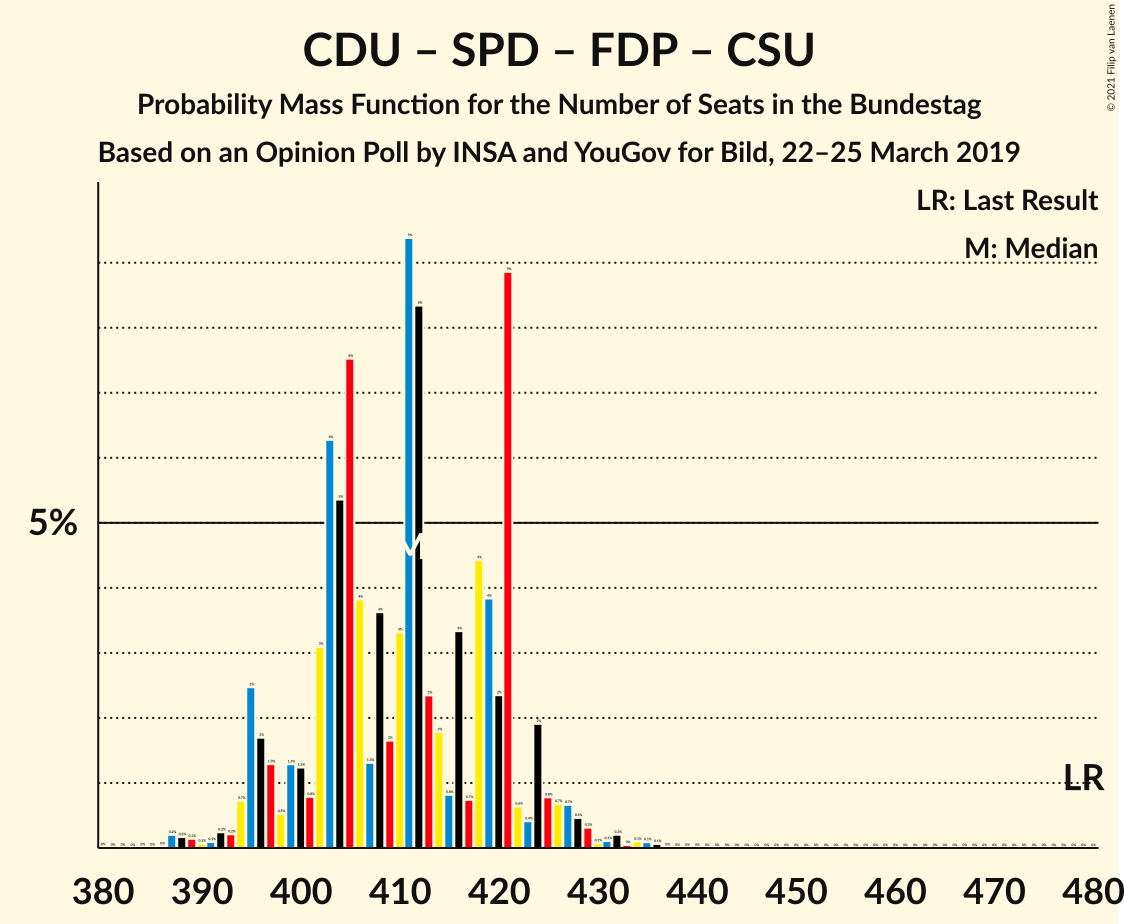 CDU – SPD – FDP – CSU
Probability Mass Function for the Number of Seats in the Bundestag
Based on an Opinion Poll by INSA and YouGov for Bild, 22–25 March 2019
© 2021 Filip van Laenen
LR: Last Result
M: Median
5%
M
LR
380 390 400 410 420 430 440 450 460 470 480